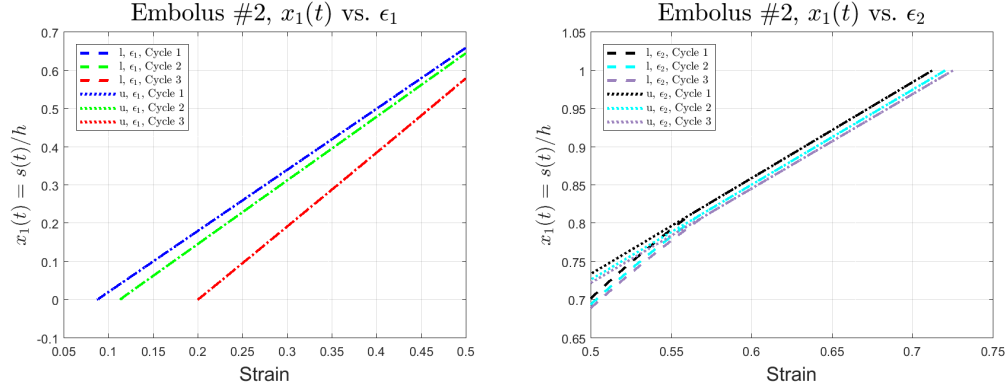 Embolus #2, x₁(t) vs. ϵ₁
0.7
0.6
0.5
0.4
0.3
0.2
0.1
0
-0.1
x₁(t) = s(t)/h
l, ϵ₁, Cycle 1
l, ϵ₁, Cycle 2
l, ϵ₁, Cycle 3
u, ϵ₁, Cycle 1
u, ϵ₁, Cycle 2
u, ϵ₁, Cycle 3
0.05 0.1 0.15 0.2 0.25 0.3 0.35 0.4 0.45 0.5
Strain
Embolus #2, x₁(t) vs. ϵ₂
1.05
1
0.95
0.9
0.85
0.8
0.75
0.7
0.65
x₁(t) = s(t)/h
l, ϵ₂, Cycle 1
l, ϵ₂, Cycle 2
l, ϵ₂, Cycle 3
u, ϵ₂, Cycle 1
u, ϵ₂, Cycle 2
u, ϵ₂, Cycle 3
0.5 0.55 0.6 0.65 0.7 0.75
Strain